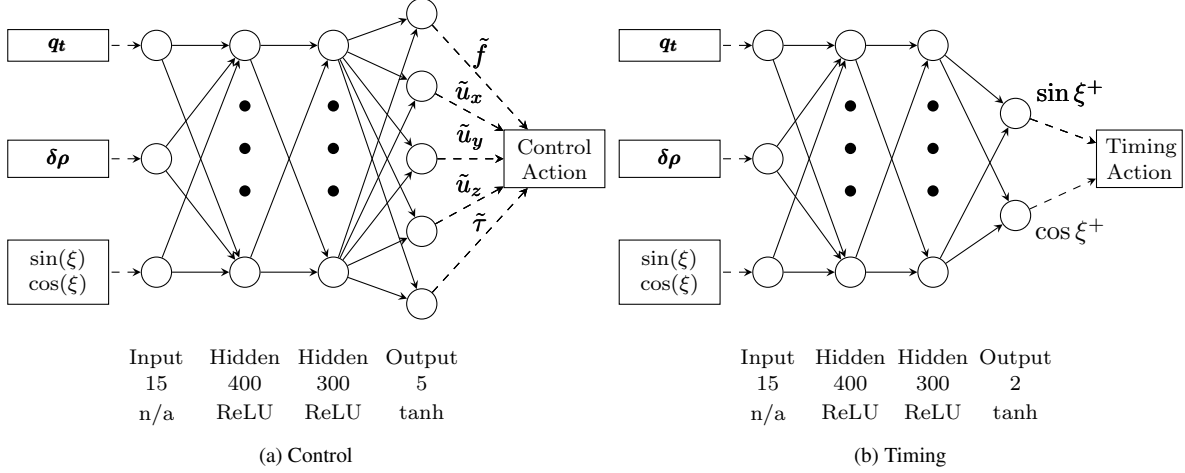 q_t
δρ
sin(ξ)
cos(ξ)
f̃
ũ_x
ũ_y
ũ_z
τ̃
Control
Action
Input Hidden Hidden Output
15 400 300 5
n/a ReLU ReLU tanh
(a) Control
q_t
δρ
sin(ξ)
cos(ξ)
sin ξ⁺
cos ξ⁺
Timing
Action
Input Hidden Hidden Output
15 400 300 2
n/a ReLU ReLU tanh
(b) Timing